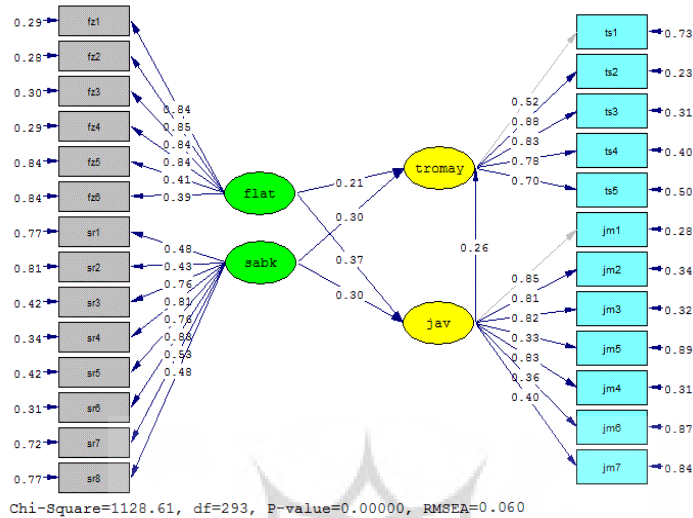 0.29 fz1
0.28 fz2
0.30 fz3
0.29 fz4
0.84 fz5
0.84 fz6
0.77 sr1
0.81 sr2
0.42 sr3
0.34 sr4
0.42 sr5
0.31 sr6
0.72 sr7
0.77 sr8
0.84
0.85
0.84
0.84
0.41
0.39
0.48
0.43
0.76
0.81
0.76
0.83
0.53
0.48
flat
sabk
0.21
0.30
0.37
0.30
tromay
0.26
jav
0.52
0.88
0.83
0.78
0.70
0.85
0.81
0.82
0.33
0.83
0.36
0.40
ts1 0.73
ts2 0.23
ts3 0.31
ts4 0.40
ts5 0.50
jm1 0.28
jm2 0.34
jm3 0.32
jm5 0.89
jm4 0.31
jm6 0.87
jm7 0.84
Chi-Square=1128.61, df=293, P-value=0.00000, RMSEA=0.060